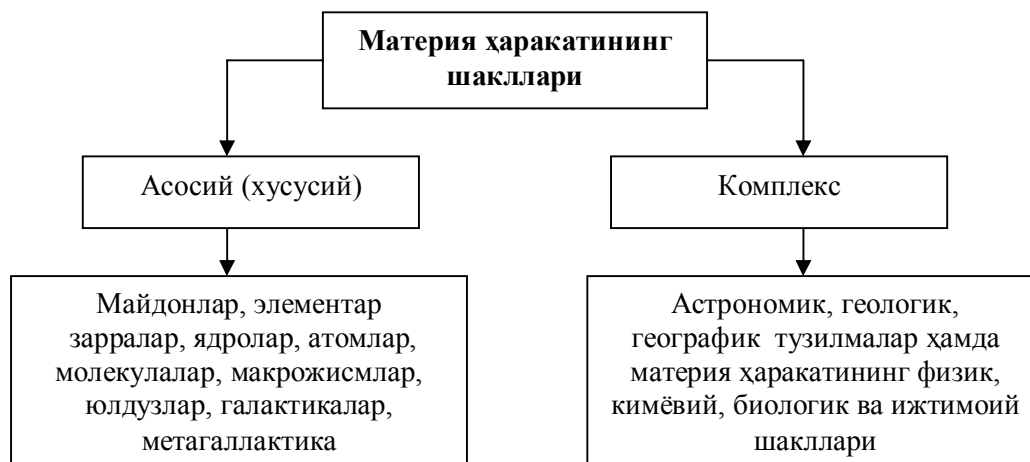 Материя ҳаракатининг
шакллари
Асосий (хусусий)
Комплекс
Майдонлар, элементар
зарралар, ядролар, атомлар,
молекулалар, макрожисмлар,
юлдузлар, галактикалар,
метагаллактика
Астрономик, геологик,
географик тузилмалар ҳамда
материя ҳаракатининг физик,
кимёвий, биологик ва ижтимоий
шакллари